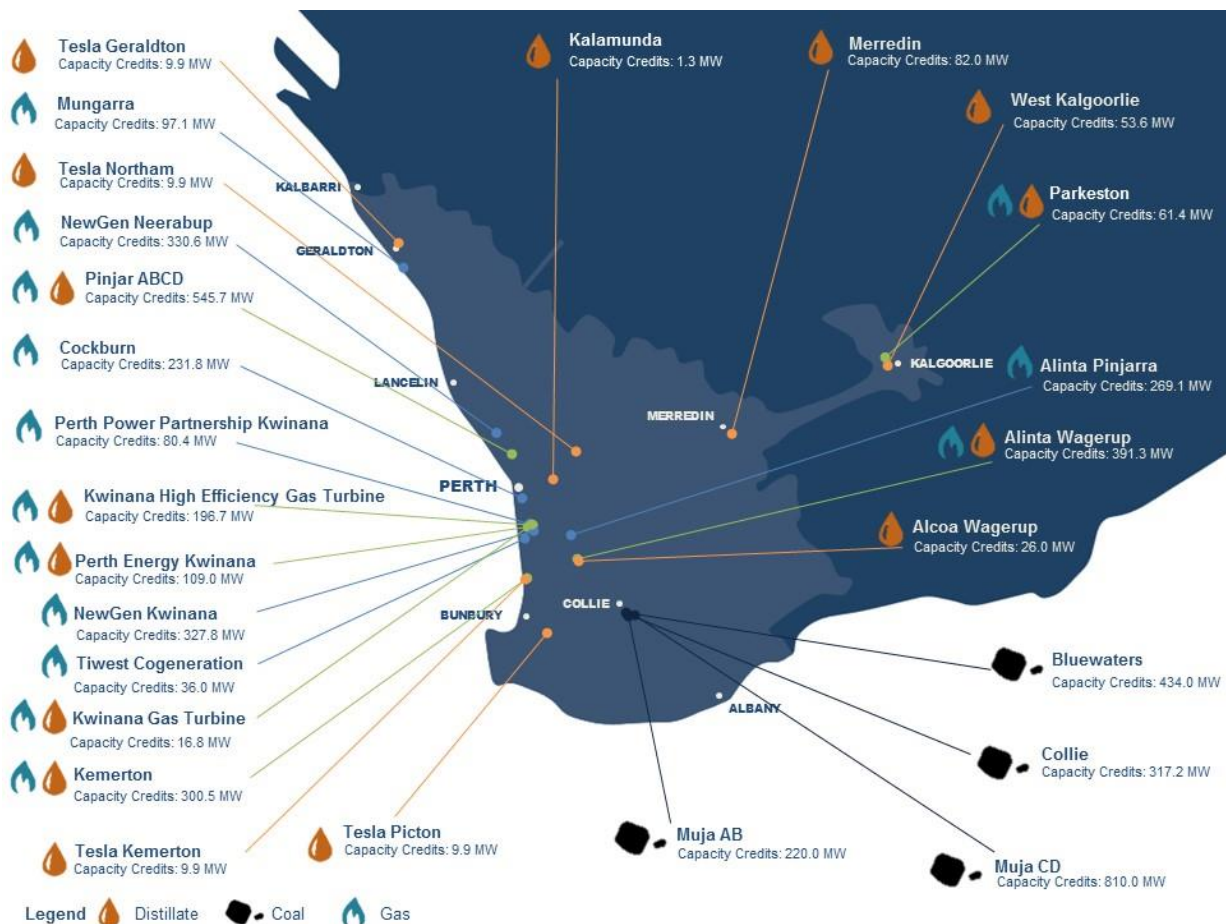 Tesla Geraldton
Capacity Credits: 9.9 MW
Mungarra
Capacity Credits: 97.1 MW
Tesla Northam
Capacity Credits: 9.9 MW
NewGen Neerabup
Capacity Credits: 330.6 MW
Pinjar ABCD
Capacity Credits: 545.7 MW
Cockburn
Capacity Credits: 231.8 MW
Perth Power Partnership Kwinana
Capacity Credits: 80.4 MW
Kwinana High Efficiency Gas Turbine
Capacity Credits: 196.7 MW
Perth Energy Kwinana
Capacity Credits: 109.0 MW
NewGen Kwinana
Capacity Credits: 327.8 MW
Tiwest Cogeneration
Capacity Credits: 36.0 MW
Kwinana Gas Turbine
Capacity Credits: 16.8 MW
Kemerton
Capacity Credits: 300.5 MW
Tesla Kemerton
Capacity Credits: 9.9 MW
Tesla Picton
Capacity Credits: 9.9 MW
Kalamunda
Capacity Credits: 1.3 MW
Merredin
Capacity Credits: 82.0 MW
West Kalgoorlie
Capacity Credits: 53.6 MW
Parkeston
Capacity Credits: 61.4 MW
Alinta Pinjarra
Capacity Credits: 269.1 MW
Alinta Wagerup
Capacity Credits: 391.3 MW
Alcoa Wagerup
Capacity Credits: 26.0 MW
Bluewaters
Capacity Credits: 434.0 MW
Collie
Capacity Credits: 317.2 MW
Muja AB
Capacity Credits: 220.0 MW
Muja CD
Capacity Credits: 810.0 MW
KALBARRI
GERALDTON
LANCELIN
PERTH
MERREDIN
KALGOORLIE
COLLIE
BUNBURY
ALBANY
Legend Distillate Coal Gas